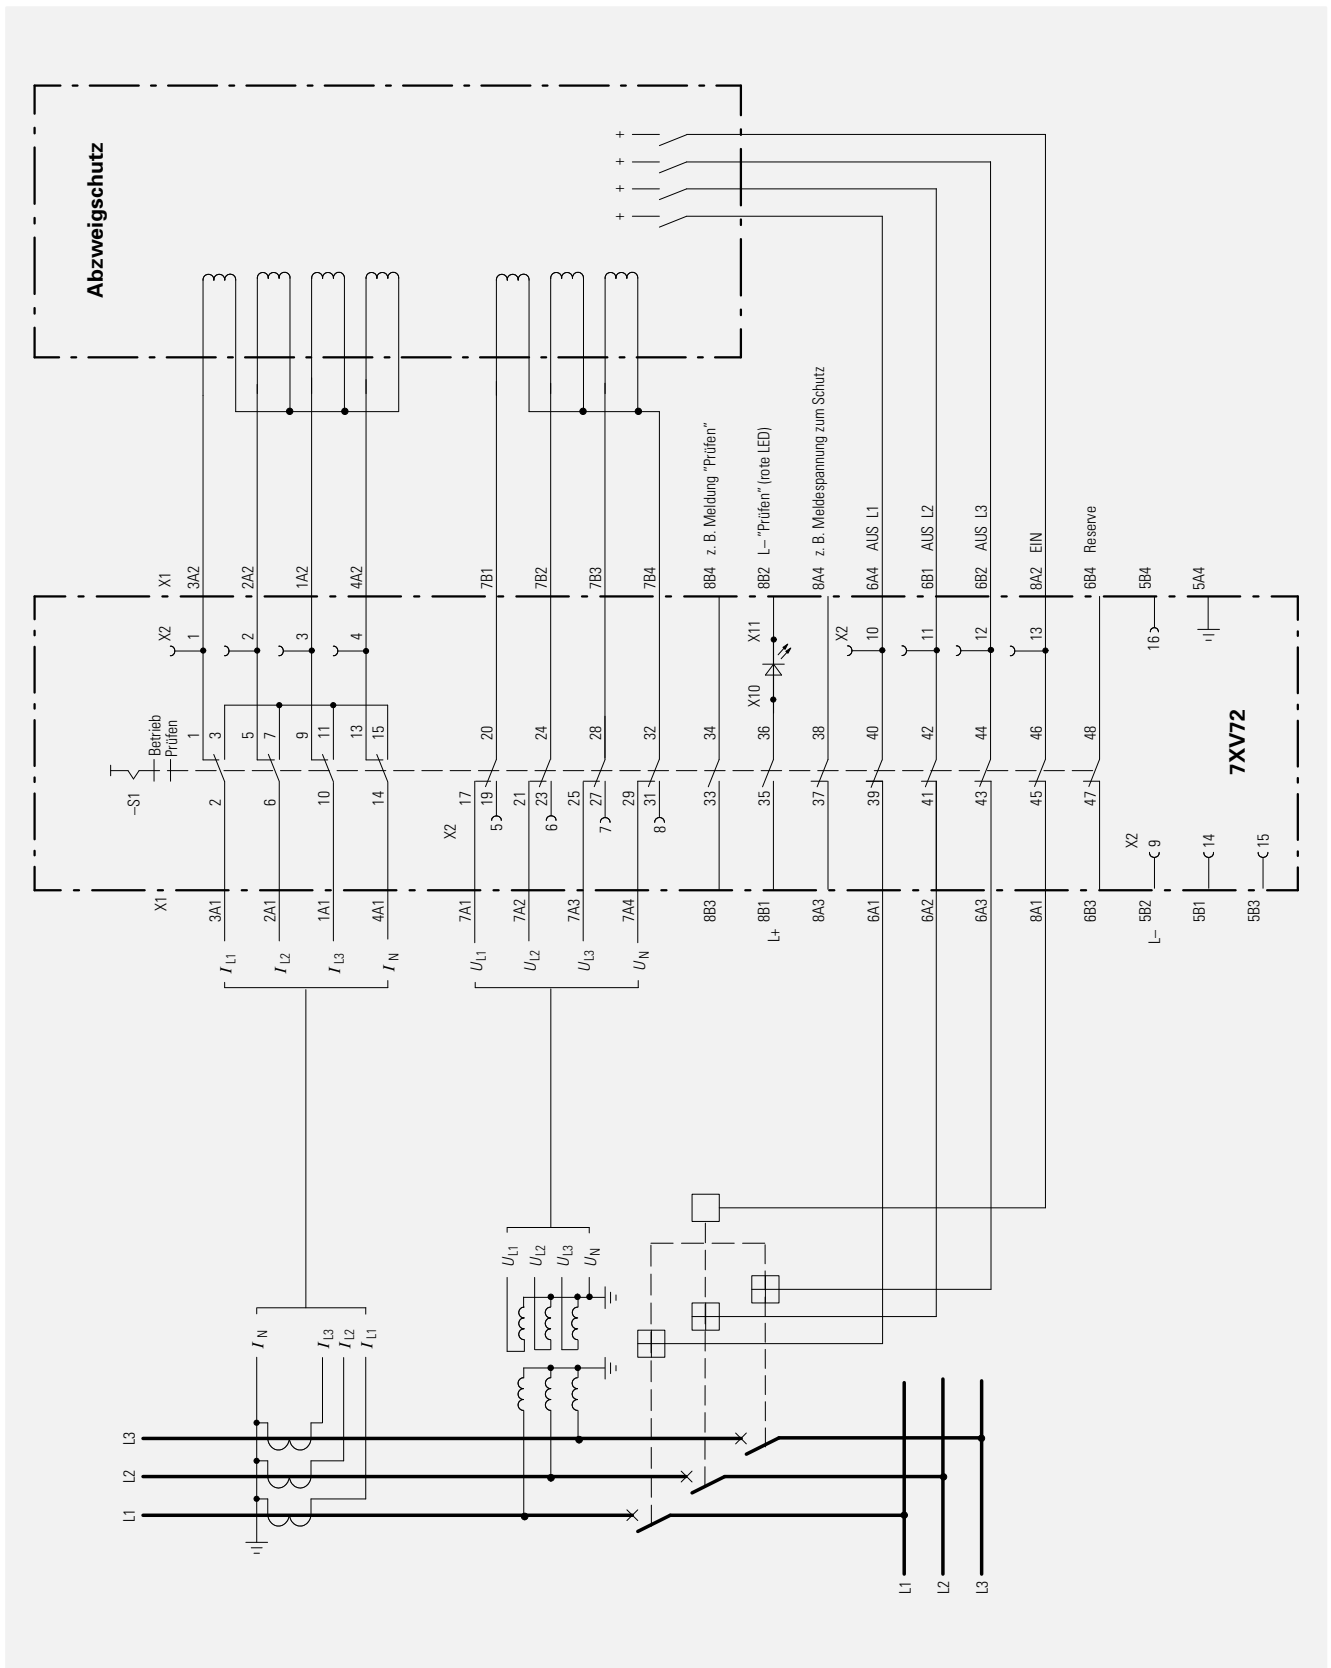 Abzweigschutz
+
+
+
+
X1
3A2
2A2
1A2
4A2
7B1
7B2
7B3
7B4
8B4 z. B. Meldung "Prüfen"
8B2 L– "Prüfen" (rote LED)
8A4 z. B. Meldespannung zum Schutz
6A4 AUS L1
6B1 AUS L2
6B2 AUS L3
8A2 EIN
6B4 Reserve
5B4
5A4
X2
1
2
3
4
X10
X11
X2
10
11
12
13
16
–S1
Betrieb
Prüfen
1
3
5
7
9
11
13
15
20
24
28
32
34
36
38
40
42
44
46
48
7XV72
2
6
10
14
17
19
21
23
25
27
29
31
33
35
37
39
41
43
45
47
X2
5
6
7
8
X2
9
14
15
X1
3A1
2A1
1A1
4A1
7A1
7A2
7A3
7A4
8B3
8B1
8A3
6A1
6A2
6A3
8A1
6B3
5B2
5B1
5B3
L+
L–
I L1
I L2
I L3
I N
U L1
U L2
U L3
U N
U L1
U L2
U L3
U N
I N
I L3
I L2
I L1
L3
L2
L1
L1
L2
L3